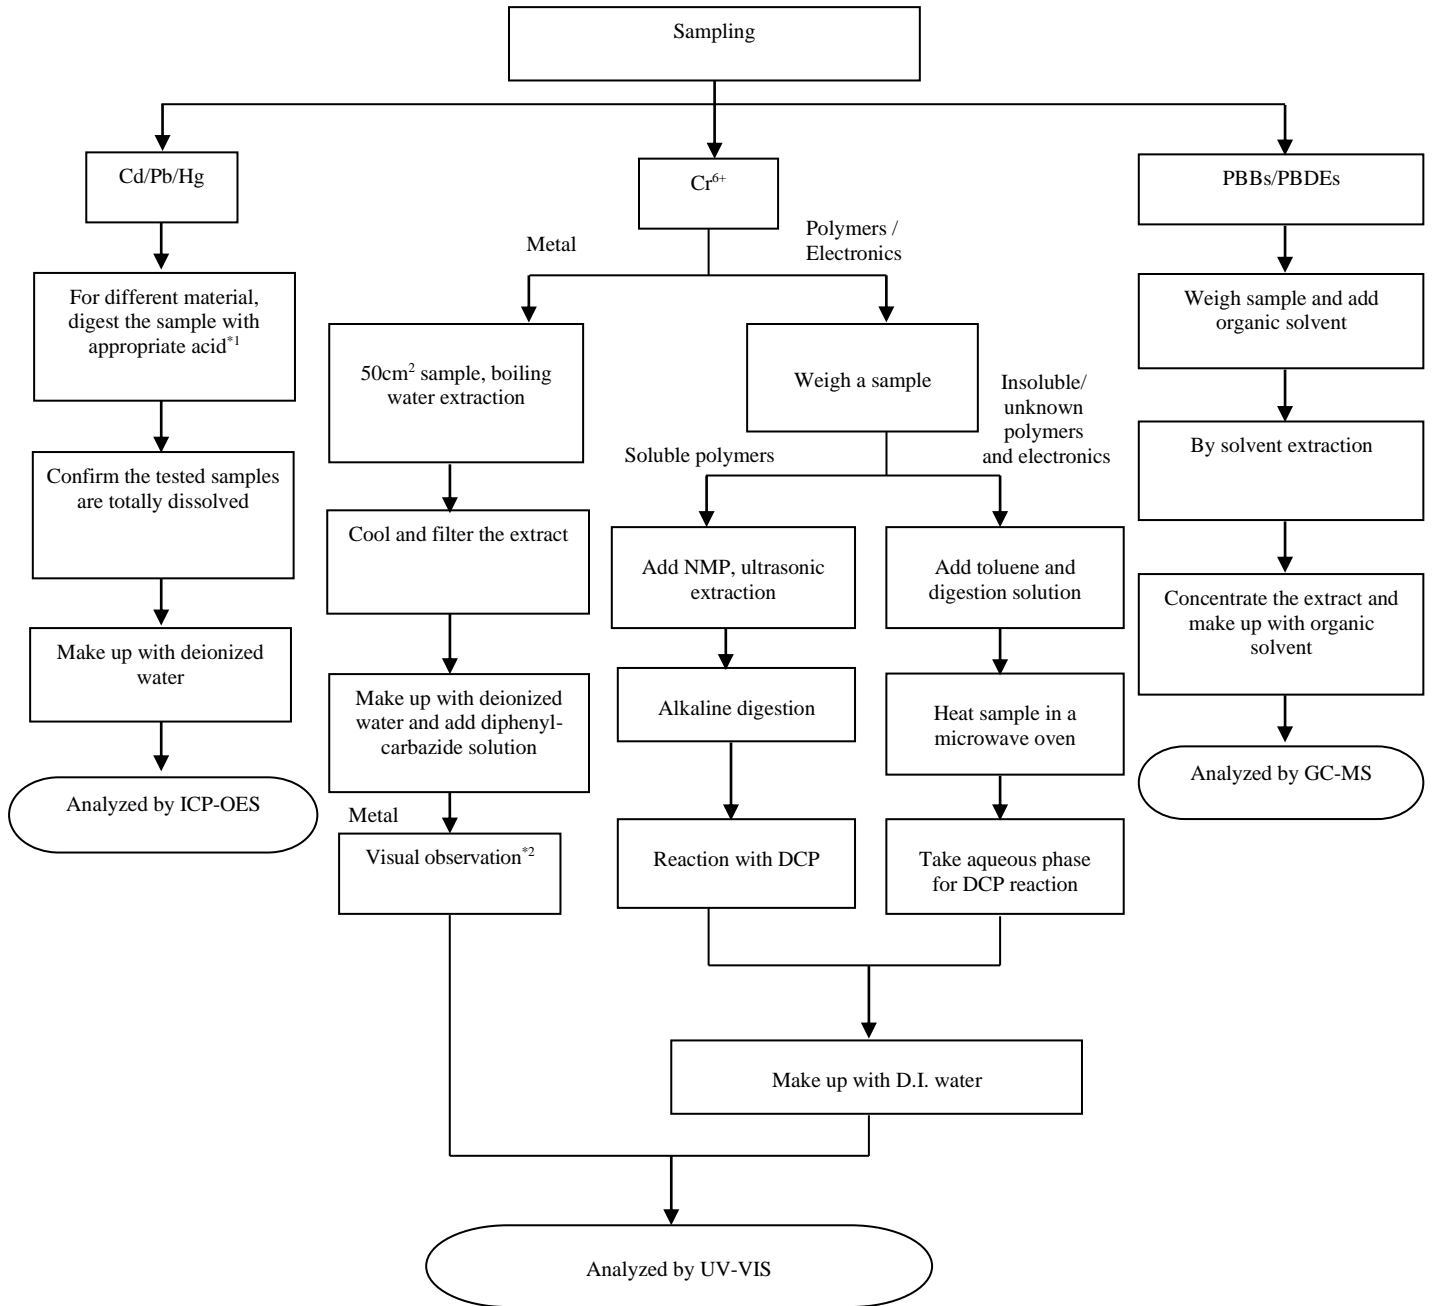 Sampling
Cd/Pb/Hg
Cr6+
PBBs/PBDEs
Metal
Polymers /
Electronics
For different material,
digest the sample with
appropriate acid*1
50cm2 sample, boiling
water extraction
Weigh a sample
Weigh sample and add
organic solvent
Insoluble/
unknown
polymers
and electronics
Soluble polymers
Confirm the tested samples
are totally dissolved
Cool and filter the extract
Add NMP, ultrasonic
extraction
Add toluene and
digestion solution
By solvent extraction
Make up with deionized
water
Make up with deionized
water and add diphenyl-
carbazide solution
Alkaline digestion
Heat sample in a
microwave oven
Concentrate the extract and
make up with organic
solvent
Analyzed by ICP-OES
Metal
Visual observation*2
Reaction with DCP
Take aqueous phase
for DCP reaction
Analyzed by GC-MS
Make up with D.I. water
Analyzed by UV-VIS